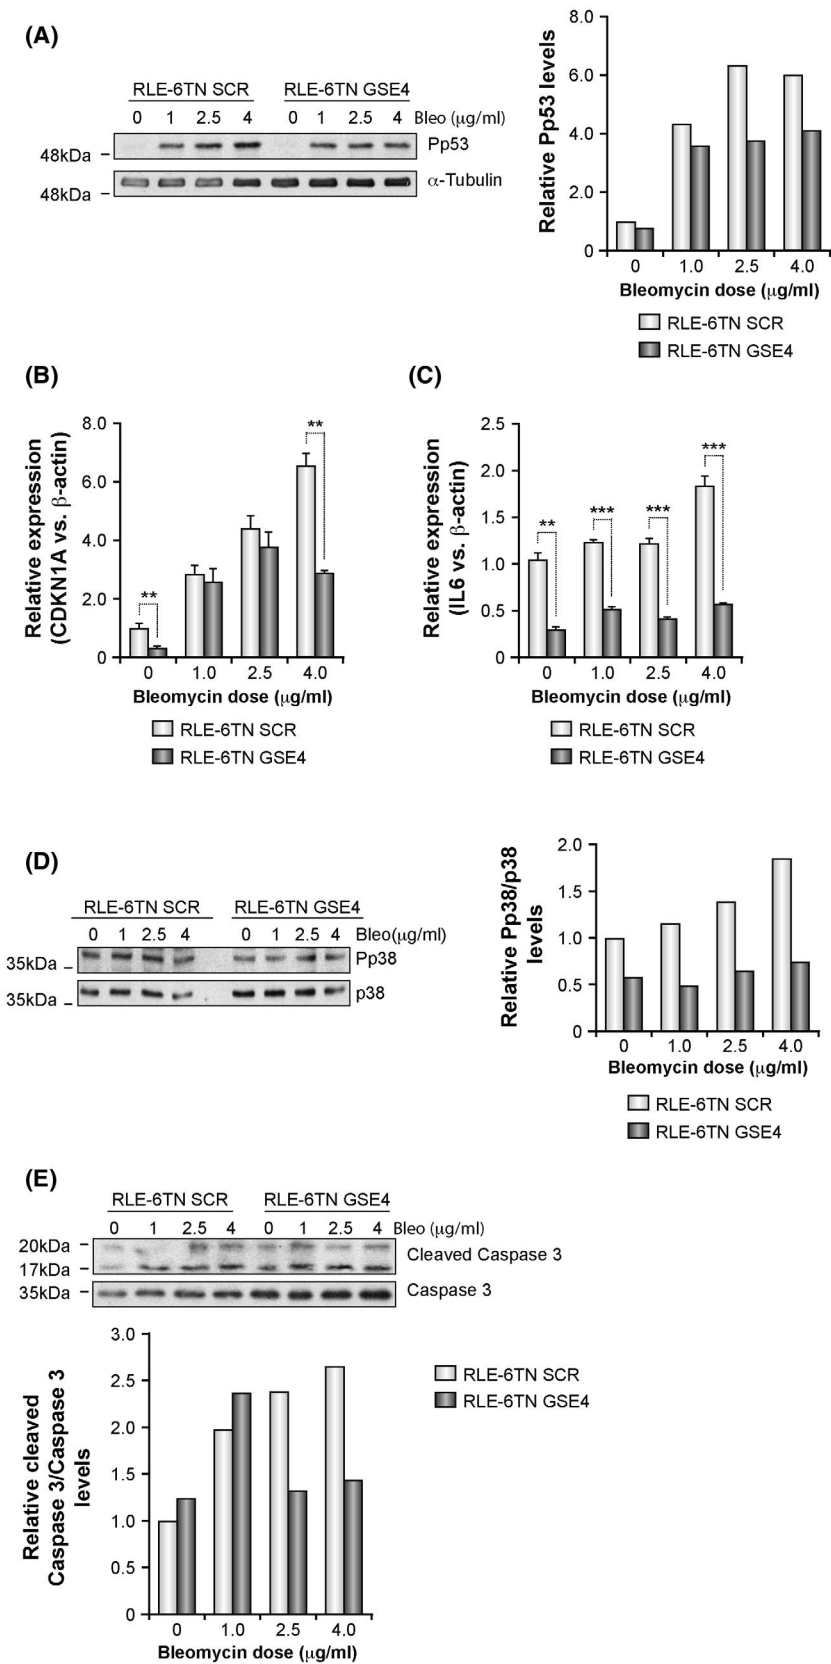 (A)
RLE-6TN SCR RLE-6TN GSE4
0 1 2.5 4 0 1 2.5 4 Bleo (μg/ml)
48kDa Pp53
48kDa α-Tubulin
Relative Pp53 levels
8.0
6.0
4.0
2.0
0
0 1.0 2.5 4.0
Bleomycin dose (μg/ml)
RLE-6TN SCR
RLE-6TN GSE4
(B)
Relative expression
(CDKN1A vs. β-actin)
8.0
6.0
4.0
2.0
0
** **
0 1.0 2.5 4.0
Bleomycin dose (μg/ml)
RLE-6TN SCR
RLE-6TN GSE4
(C)
Relative expression
(IL6 vs. β-actin)
2.5
2.0
1.5
1.0
0.5
0
** *** *** ***
0 1.0 2.5 4.0
Bleomycin dose (μg/ml)
RLE-6TN SCR
RLE-6TN GSE4
(D)
RLE-6TN SCR RLE-6TN GSE4
0 1 2.5 4 0 1 2.5 4 Bleo(μg/ml)
35kDa Pp38
35kDa p38
Relative Pp38/p38
levels
2.0
1.5
1.0
0.5
0
0 1.0 2.5 4.0
Bleomycin dose (μg/ml)
RLE-6TN SCR
RLE-6TN GSE4
(E)
RLE-6TN SCR RLE-6TN GSE4
0 1 2.5 4 0 1 2.5 4 Bleo (μg/ml)
20kDa
Cleaved Caspase 3
17kDa
35kDa Caspase 3
Relative cleaved
Caspase 3/Caspase 3
levels
3.0
2.5
2.0
1.5
1.0
0.5
0
0 1.0 2.5 4.0
Bleomycin dose (μg/ml)
RLE-6TN SCR
RLE-6TN GSE4